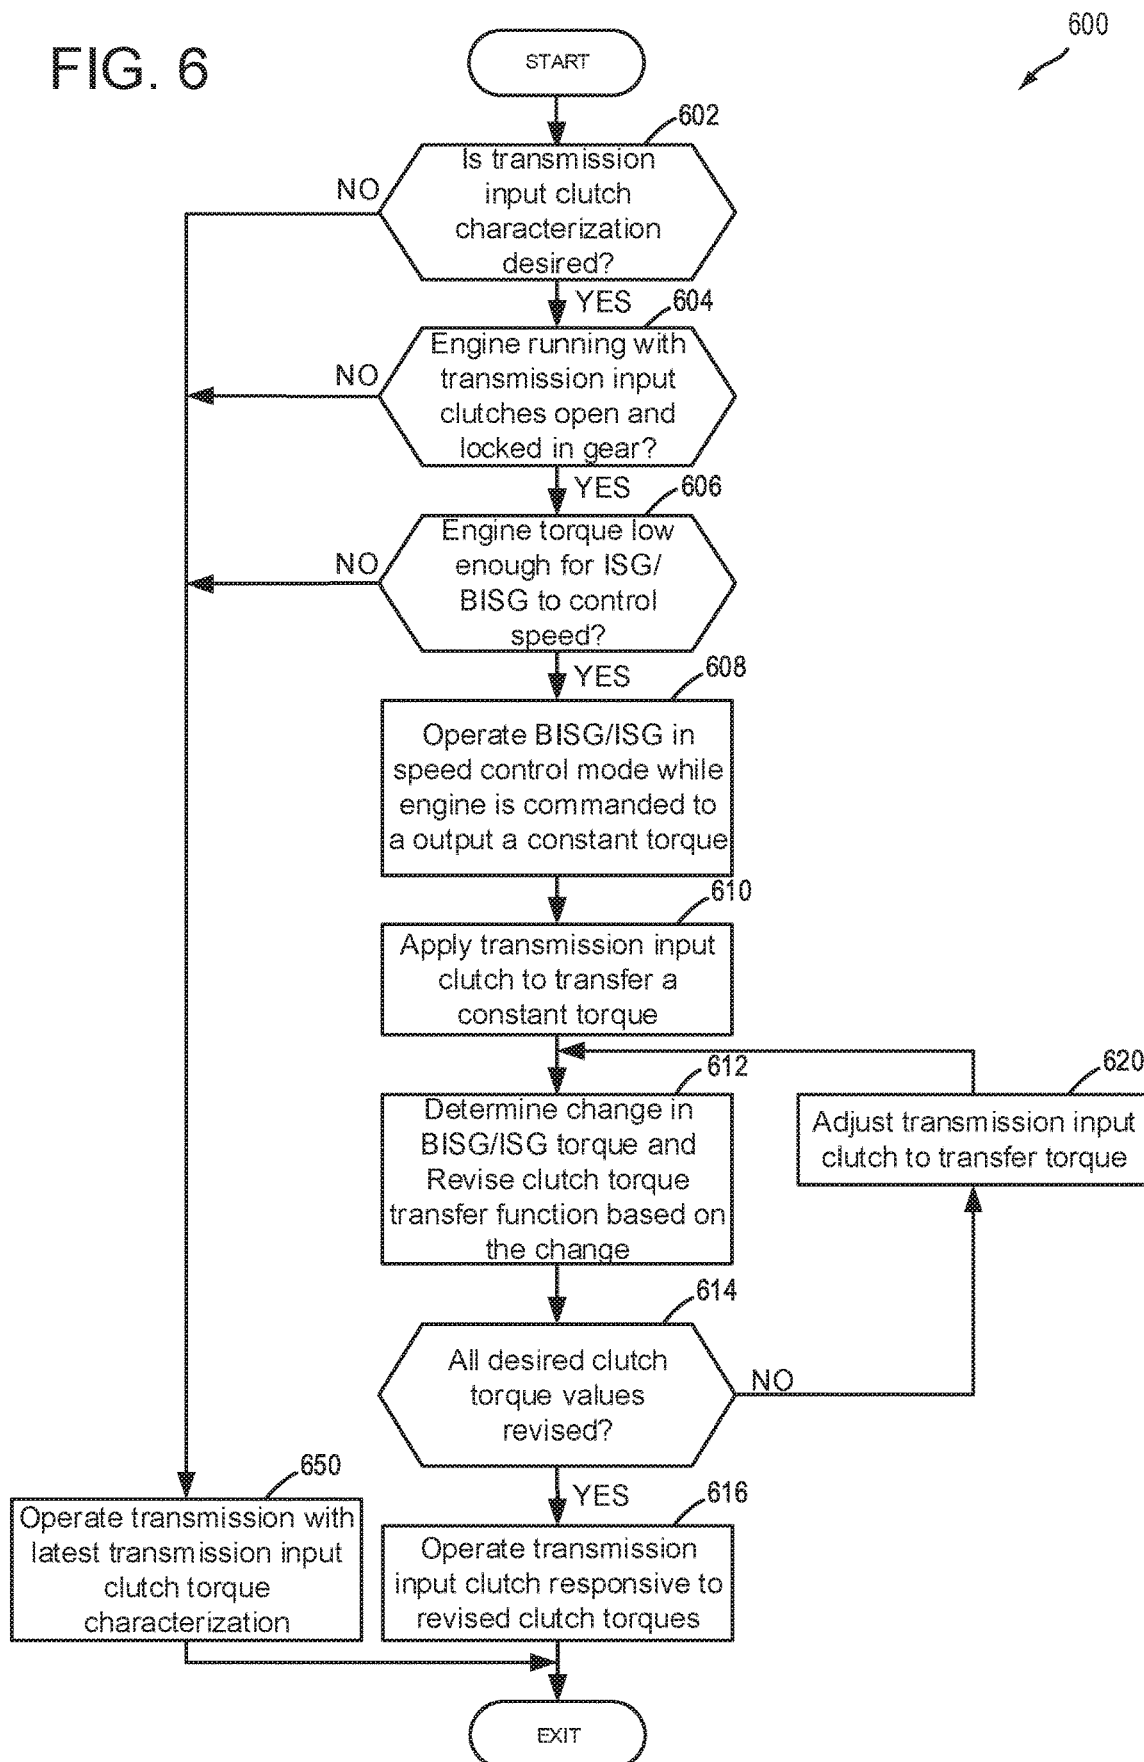 FIG. 6
600
START
602
Is transmission
input clutch
characterization
desired?
NO
YES
604
Engine running with
transmission input
clutches open and
locked in gear?
NO
YES
606
Engine torque low
enough for ISG/
BISG to control
speed?
NO
YES
608
Operate BISG/ISG in
speed control mode while
engine is commanded to
a output a constant torque
610
Apply transmission input
clutch to transfer a
constant torque
612
Determine change in
BISG/ISG torque and
Revise clutch torque
transfer function based on
the change
620
Adjust transmission input
clutch to transfer torque
614
All desired clutch
torque values
revised?
NO
YES
650
Operate transmission with
latest transmission input
clutch torque
characterization
616
Operate transmission
input clutch responsive to
revised clutch torques
EXIT